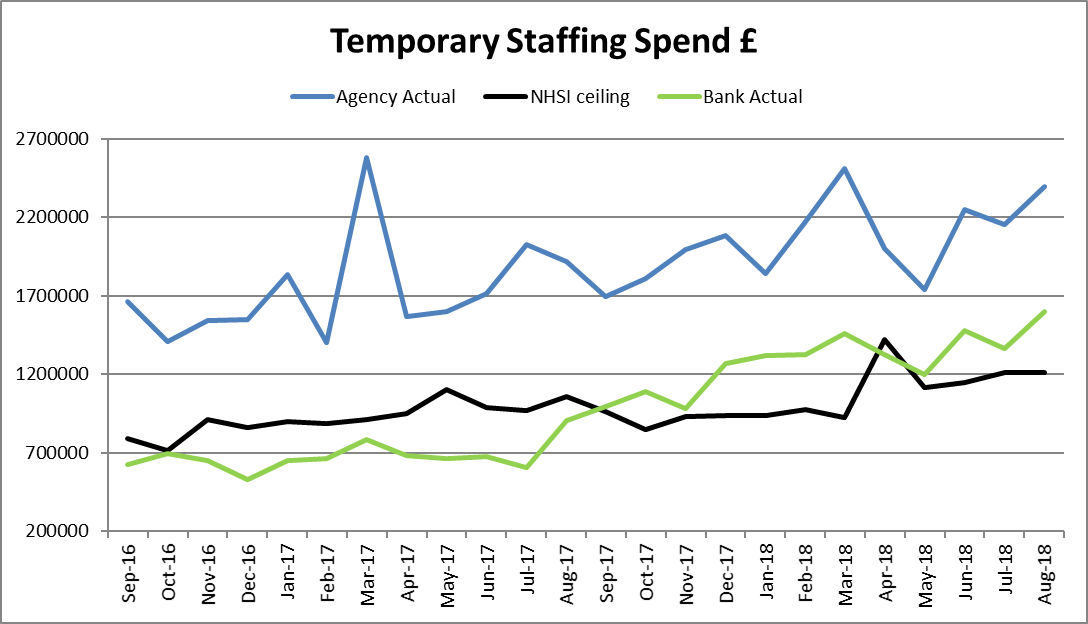 Temporary Staffing Spend £
Agency Actual NHSI ceiling Bank Actual
2700000
2200000
1700000
1200000
700000
200000
Sep-16 Oct-16 Nov-16 Dec-16 Jan-17 Feb-17 Mar-17 Apr-17 May-17 Jun-17 Jul-17 Aug-17 Sep-17 Oct-17 Nov-17 Dec-17 Jan-18 Feb-18 Mar-18 Apr-18 May-18 Jun-18 Jul-18 Aug-18